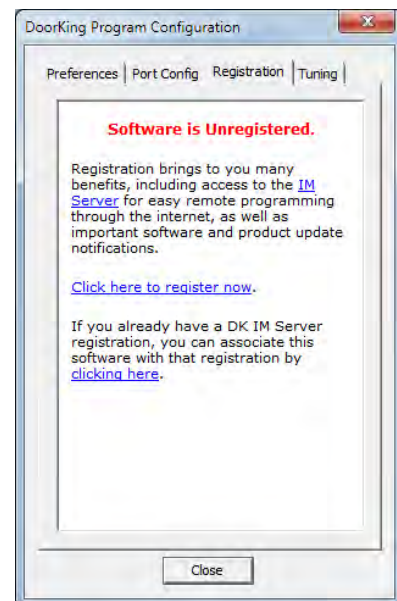 DoorKing Program Configuration
Preferences Port Config Registration Tuning
Software is Unregistered.
Registration brings to you many
benefits, including access to the IM
Server for easy remote programming
through the internet, as well as
important software and product update
notifications.
Click here to register now.
If you already have a DK IM Server
registration, you can associate this
software with that registration by
clicking here.
Close